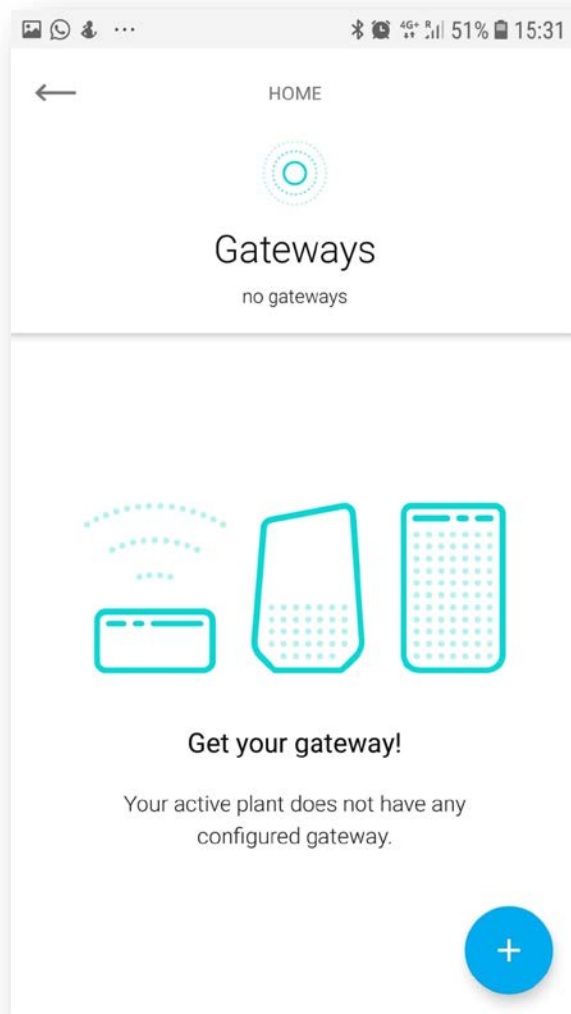 4G+ R 51% 15:31
HOME
Gateways
no gateways
Get your gateway!
Your active plant does not have any
configured gateway.
+